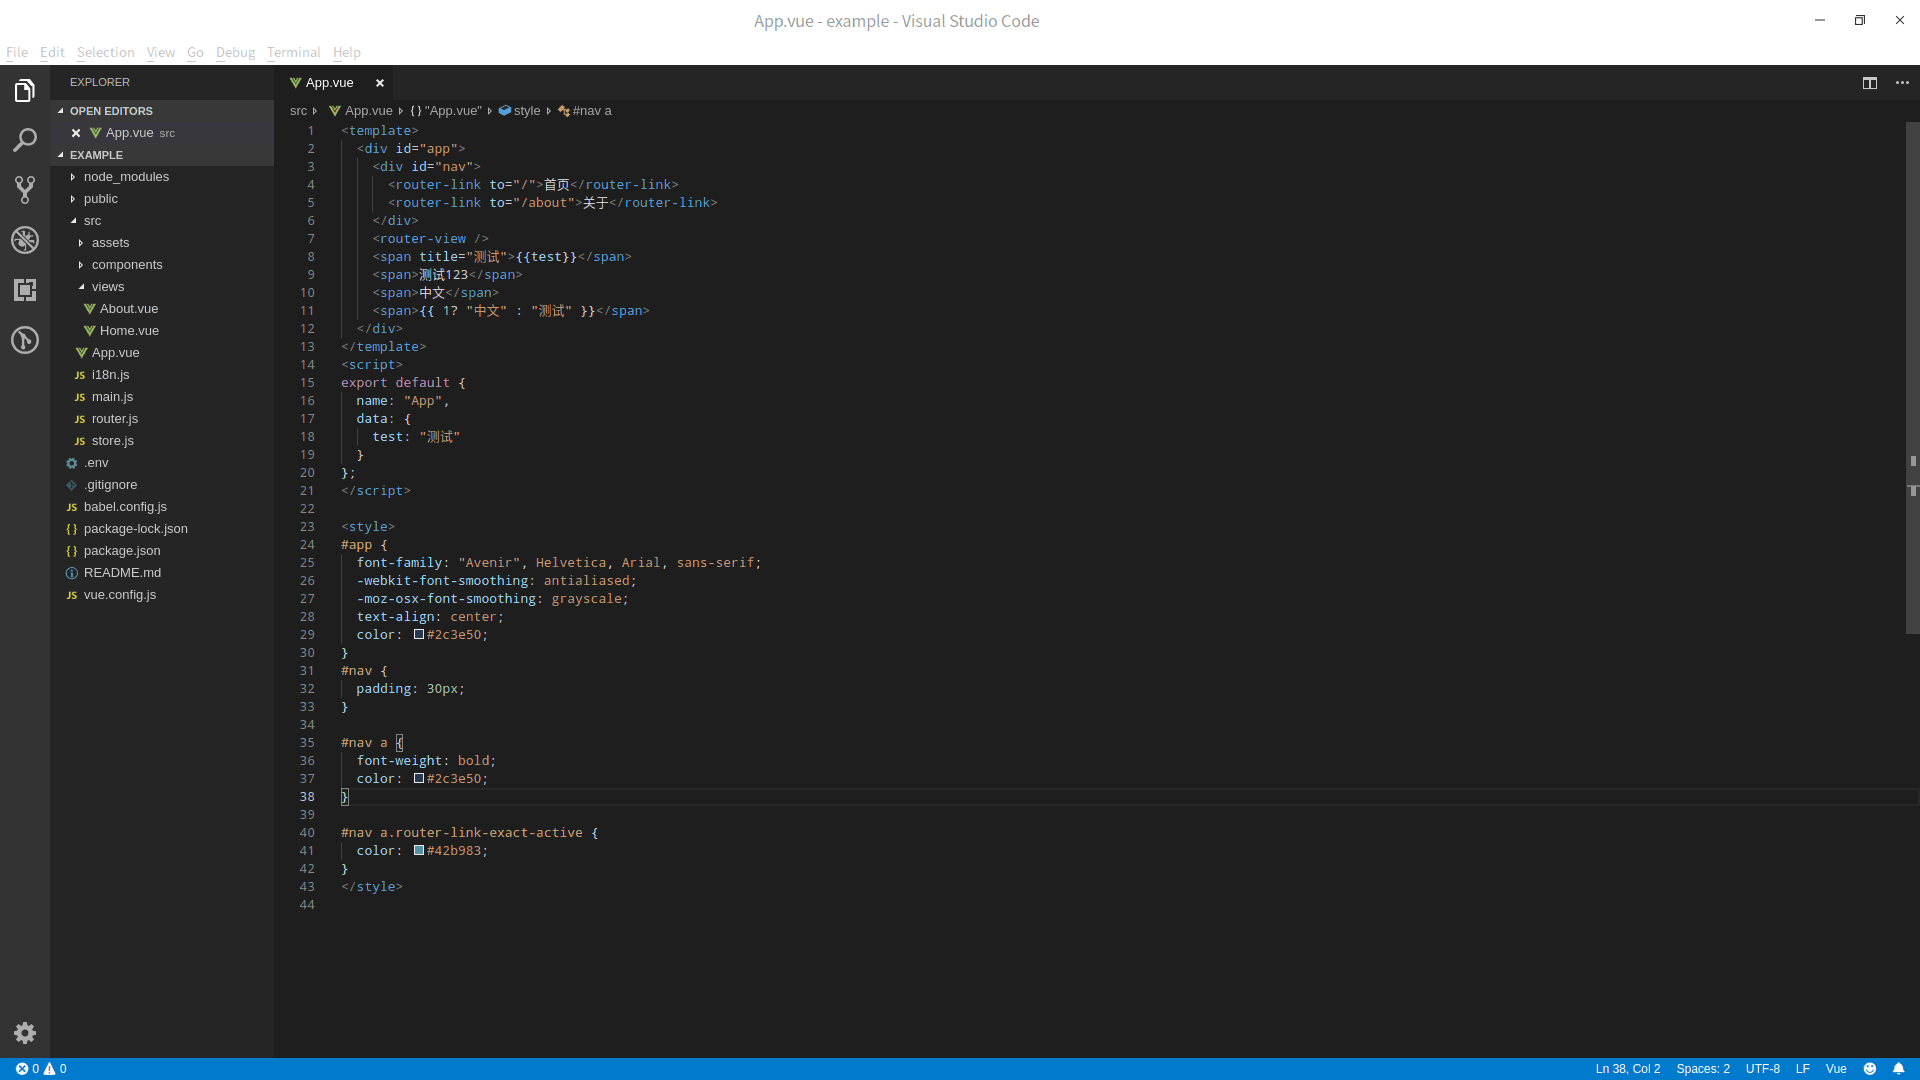 App.vue - example - Visual Studio Code
File Edit Selection View Go Debug Terminal Help
EXPLORER
OPEN EDITORS
App.vue src
EXAMPLE
node_modules
public
src
assets
components
views
About.vue
Home.vue
App.vue
i18n.js
main.js
router.js
store.js
.env
.gitignore
babel.config.js
package-lock.json
package.json
README.md
vue.config.js
App.vue
src App.vue {} "App.vue" style #nav a
1 <template>
2 <div id="app">
3 <div id="nav">
4 <router-link to="/">首页</router-link>
5 <router-link to="/about">关于</router-link>
6 </div>
7 <router-view />
8 <span title="测试">{{test}}</span>
9 <span>测试123</span>
10 <span>中文</span>
11 <span>{{ 1? "中文" : "测试" }}</span>
12 </div>
13 </template>
14 <script>
15 export default {
16 name: "App",
17 data: {
18 test: "测试"
19 }
20 };
21 </script>
22
23 <style>
24 #app {
25 font-family: "Avenir", Helvetica, Arial, sans-serif;
26 -webkit-font-smoothing: antialiased;
27 -moz-osx-font-smoothing: grayscale;
28 text-align: center;
29 color: #2c3e50;
30 }
31 #nav {
32 padding: 30px;
33 }
34
35 #nav a {
36 font-weight: bold;
37 color: #2c3e50;
38 }
39
40 #nav a.router-link-exact-active {
41 color: #42b983;
42 }
43 </style>
44
0 0
Ln 38, Col 2 Spaces: 2 UTF-8 LF Vue